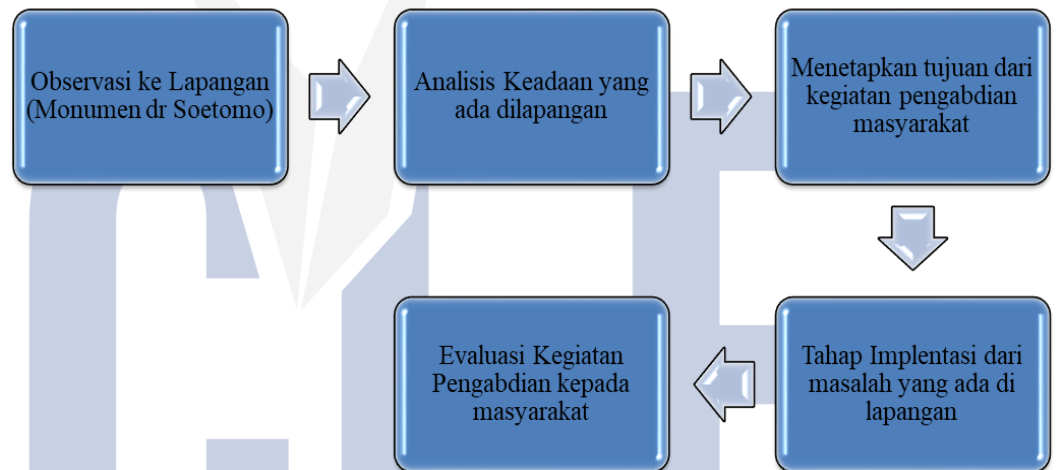 Observasi ke Lapangan
(Monumen dr Soetomo)
Analisis Keadaan yang
ada dilapangan
Menetapkan tujuan dari
kegiatan pengabdian
masyarakat
Tahap Implentasi dari
masalah yang ada di
lapangan
Evaluasi Kegiatan
Pengabdian kepada
masyarakat